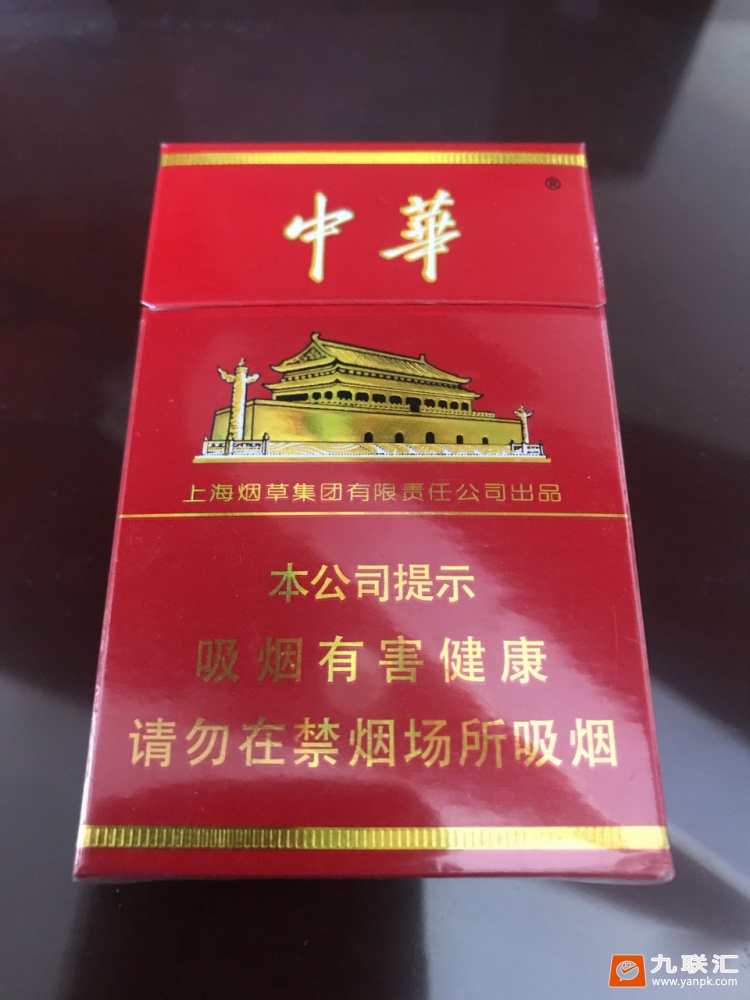 中華
®
上海烟草集团有限责任公司出品
本公司提示
吸烟有害健康
请勿在禁烟场所吸烟
九联汇
www.yanpk.com